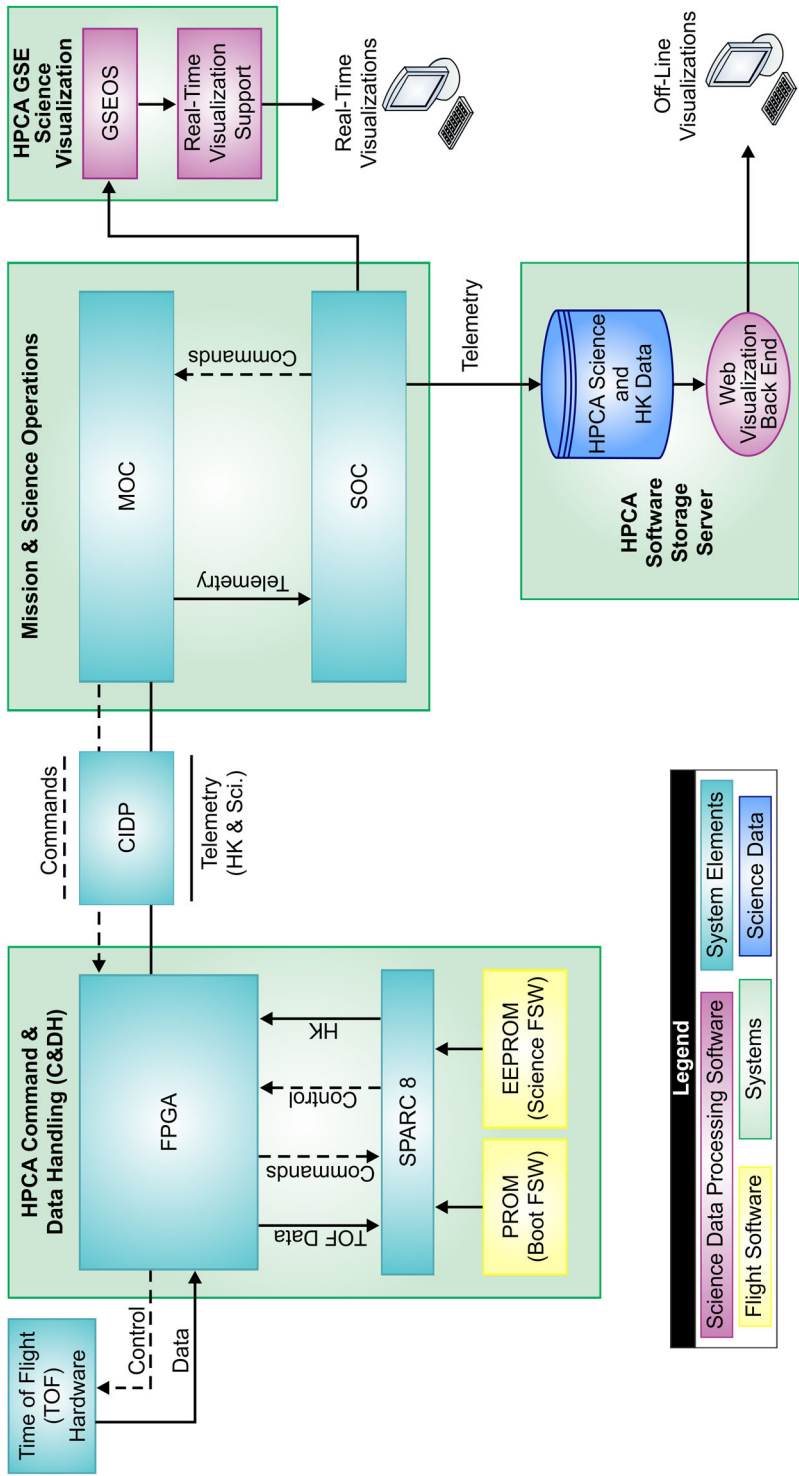 Time of Flight
(TOF)
Hardware
Control
Data
HPCA Command &
Data Handling (C&DH)
FPGA
TOF Data
Commands
Control
HK
SPARC 8
PROM
(Boot FSW)
EEPROM
(Science FSW)
Commands
CIDP
Telemetry
(HK & Sci.)
Mission & Science Operations
MOC
Telemetry
Commands
SOC
Telemetry
HPCA GSE
Science
Visualization
GSEOS
Real-Time
Visualization
Support
Real-Time
Visualizations
HPCA
Software
Storage
Server
HPCA Science
and
HK Data
Web
Visualization
Back End
Off-Line
Visualizations
Legend
Science Data Processing Software
System Elements
Flight Software
Systems
Science Data